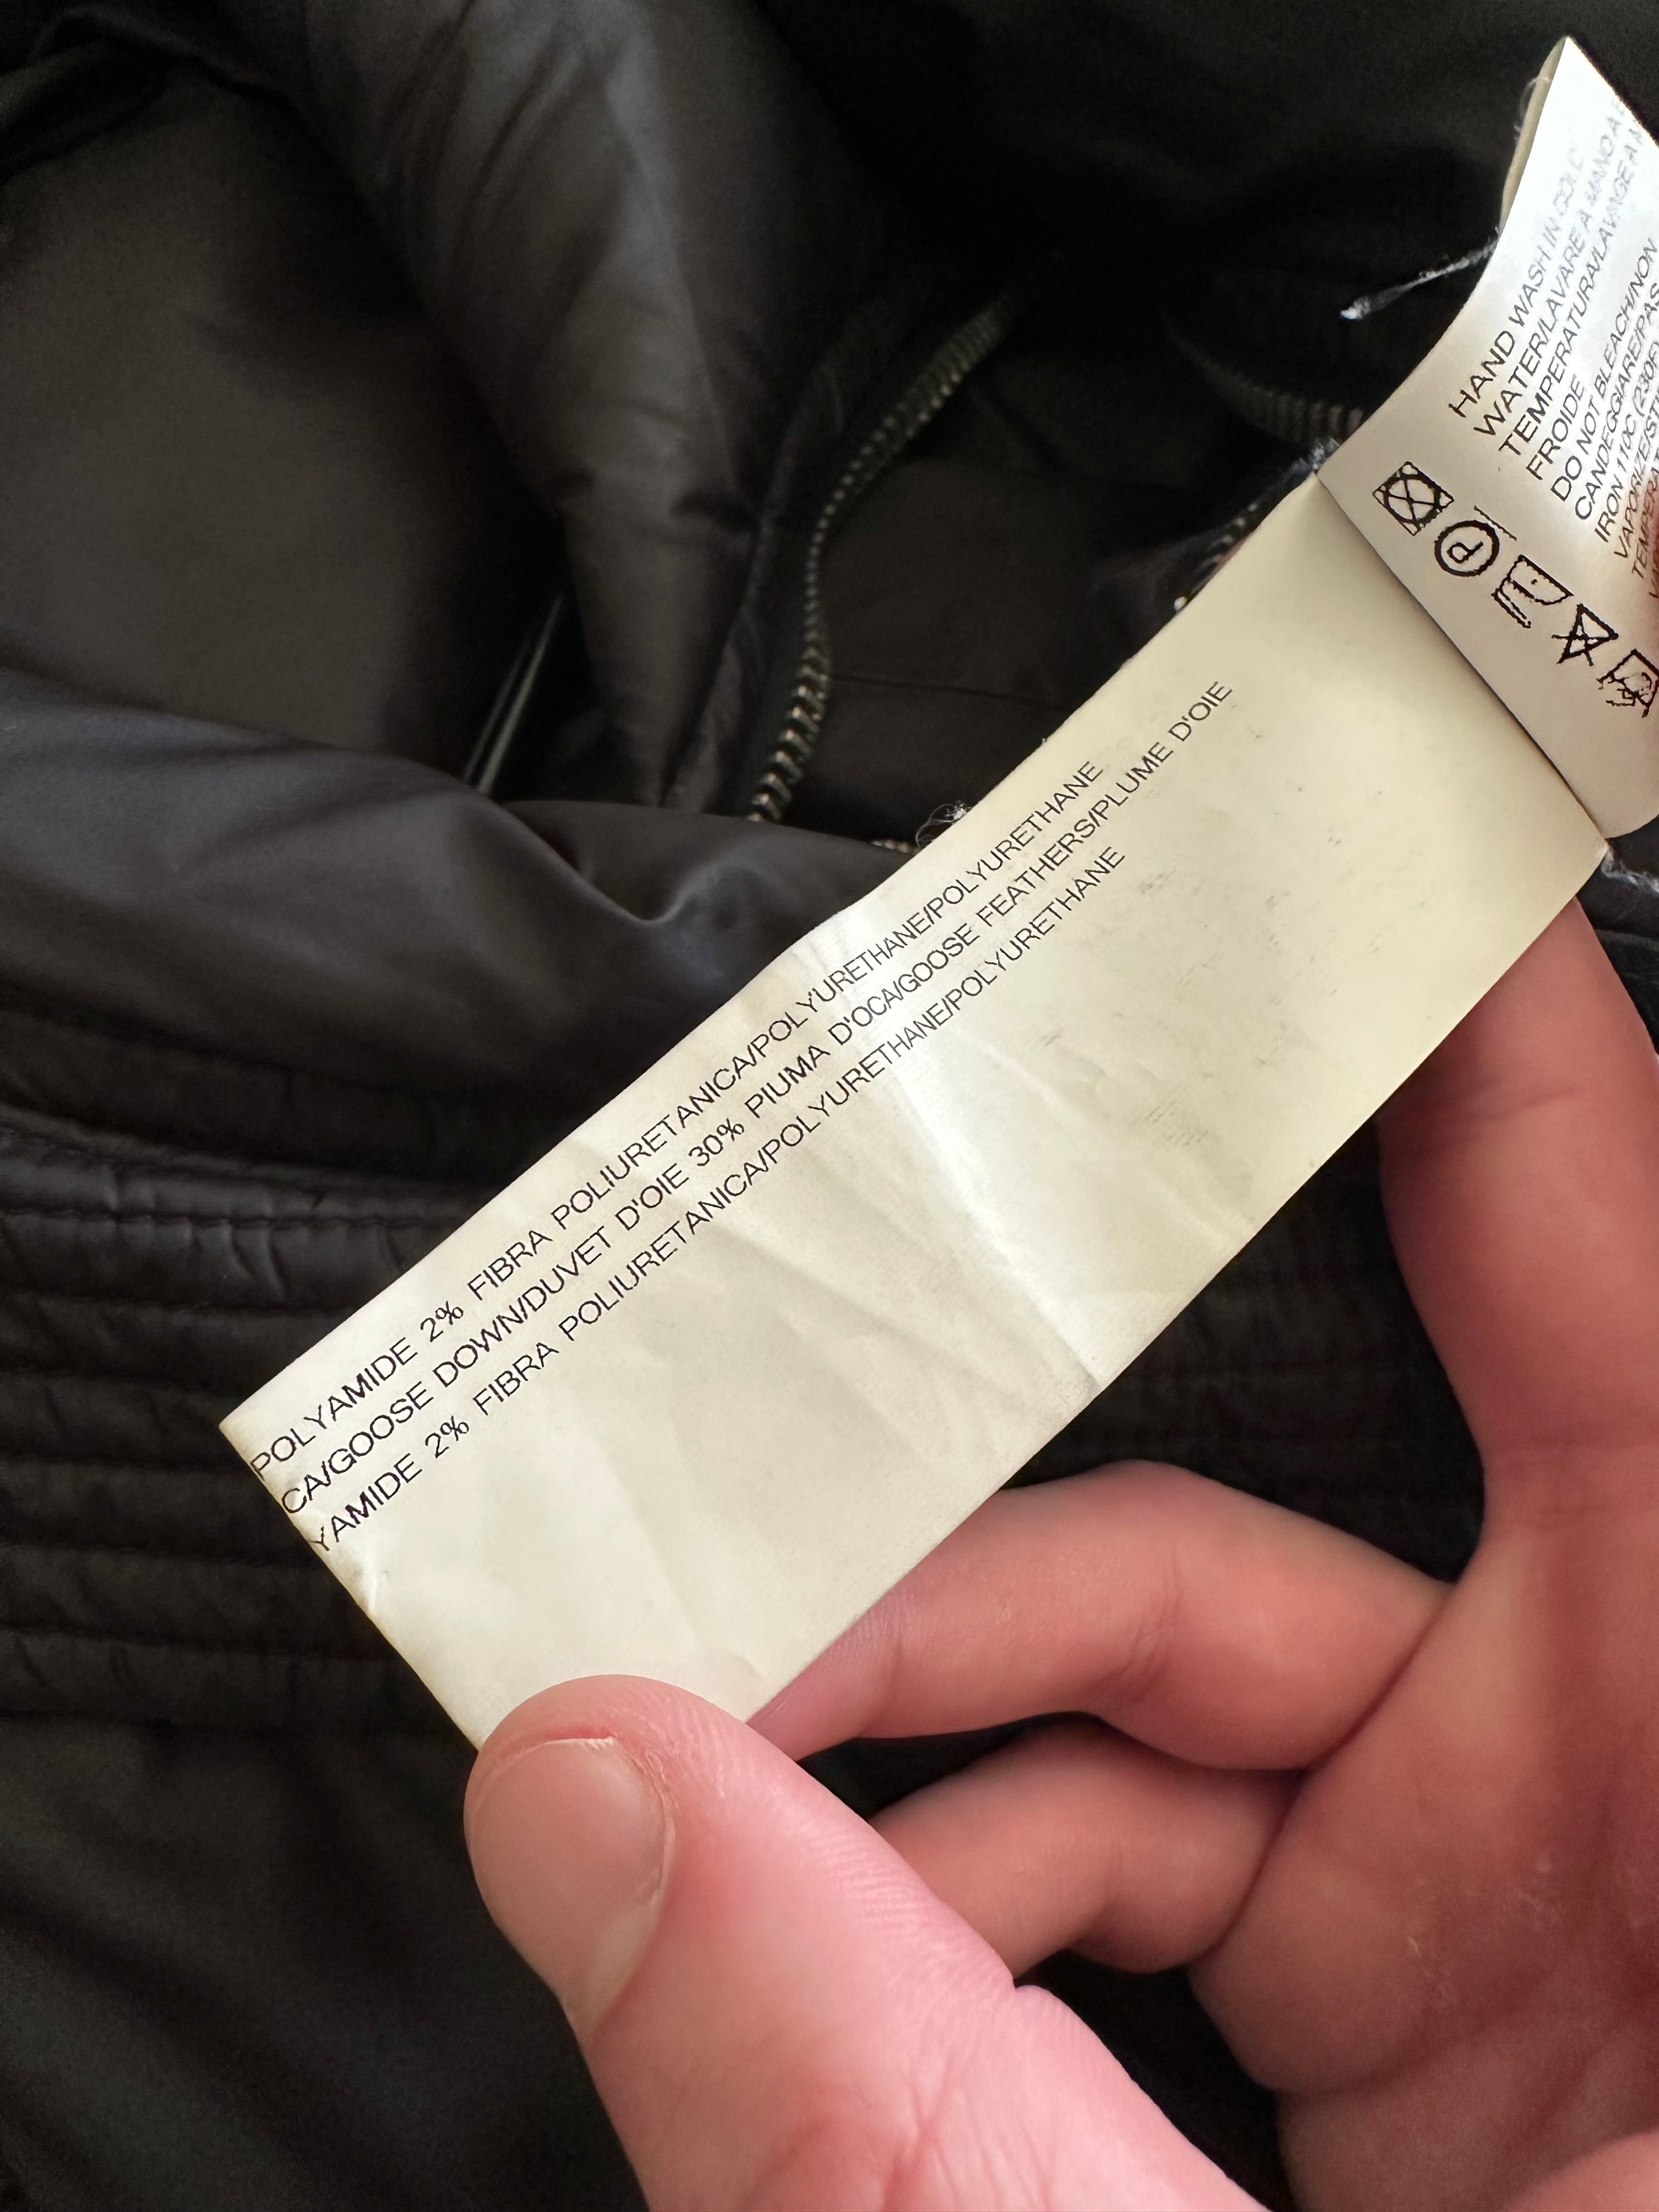 HAND WASH IN COLD
WATER/LAVARE A MANO A
TEMPERATURA/LAVAGE A
FROIDE
DO NOT BLEACH/NON
CANDEGGIARE/PAS
IRON 110C (230F)
P
POLYAMIDE 2% FIBRA POLIURETANICA/POLYURETHANE/POLYURETHANE
CA/GOOSE DOWN/DUVET D'OIE 30% PIUMA D'OCA/GOOSE FEATHERS/PLUME D'OIE
YAMIDE 2% FIBRA POLIURETANICA/POLYURETHANE/POLYURETHANE